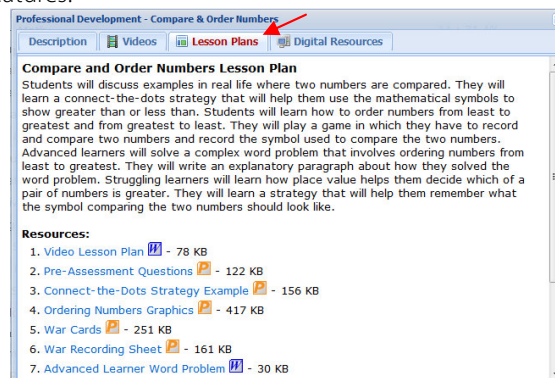 Professional Development - Compare & Order Numbers
Description Videos Lesson Plans Digital Resources
Compare and Order Numbers Lesson Plan
Students will discuss examples in real life where two numbers are compared. They will
learn a connect-the-dots strategy that will help them use the mathematical symbols to
show greater than or less than. Students will learn how to order numbers from least to
greatest and from greatest to least. They will play a game in which they have to record
and compare two numbers and record the symbol used to compare the two numbers.
Advanced learners will solve a complex word problem that involves ordering numbers from
least to greatest. They will write an explanatory paragraph about how they solved the
word problem. Struggling learners will learn how place value helps them decide which of a
pair of numbers is greater. They will learn a strategy that will help them remember what
the symbol comparing the two numbers should look like.
Resources:
1. Video Lesson Plan - 78 KB
2. Pre-Assessment Questions - 122 KB
3. Connect-the-Dots Strategy Example - 156 KB
4. Ordering Numbers Graphics - 417 KB
5. War Cards - 251 KB
6. War Recording Sheet - 161 KB
7. Advanced Learner Word Problem - 30 KB